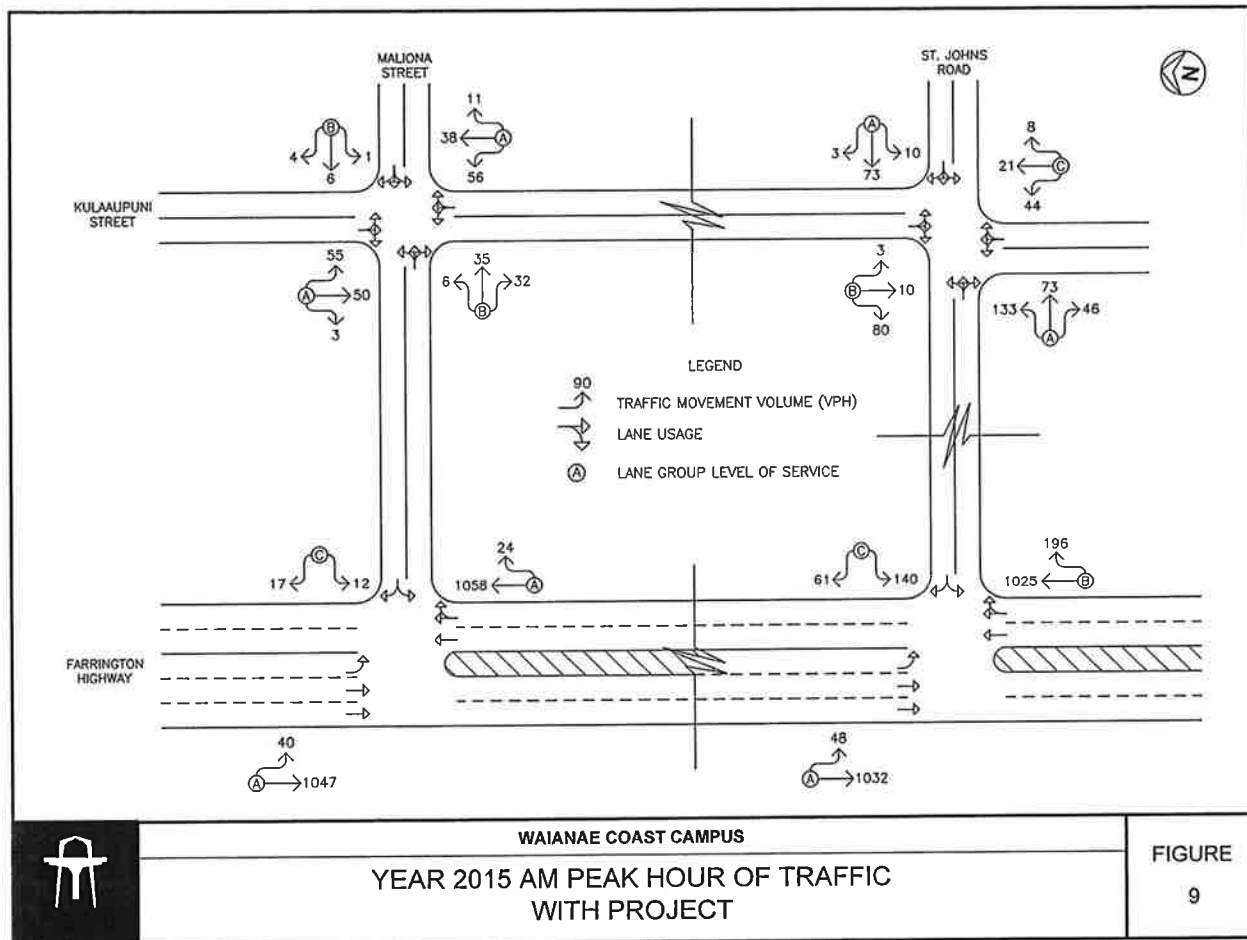 MALIONA
STREET
ST. JOHNS
ROAD
N
B
4
6
1
11
38
A
56
A
3
73
10
8
21
C
44
KULAAUPUNI
STREET
55
A
50
3
35
6
32
B
3
B
10
80
73
133
46
A
LEGEND
90
TRAFFIC MOVEMENT VOLUME (VPH)
LANE USAGE
A LANE GROUP LEVEL OF SERVICE
C
17
12
24
1058
A
C
61
140
196
1025
B
FARRINGTON
HIGHWAY
40
A
1047
48
A
1032
WAIANAE COAST CAMPUS
YEAR 2015 AM PEAK HOUR OF TRAFFIC
WITH PROJECT
FIGURE
9